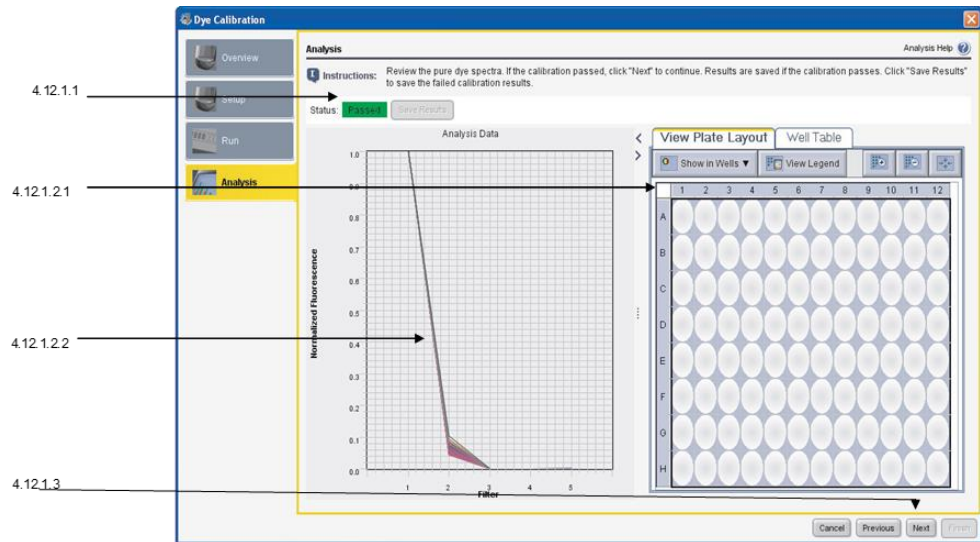 Dye Calibration
Overview
Setup
Run
Analysis
Analysis
Analysis Help
Instructions: Review the pure dye spectra. If the calibration passed, click "Next" to continue. Results are saved if the calibration passes. Click "Save Results"
to save the failed calibration results.
Status: Passed Save Results
Analysis Data
Normalized Fluorescence
1.0
0.9
0.8
0.7
0.6
0.5
0.4
0.3
0.2
0.1
0.0
1 2 3 4 5
Filter
View Plate Layout Well Table
Show in Wells ▼ View Legend
1 2 3 4 5 6 7 8 9 10 11 12
A
B
C
D
E
F
G
H
Cancel Previous Next Finish
4.12.1.1
4.12.1.2.1
4.12.1.2.2
4.12.1.3